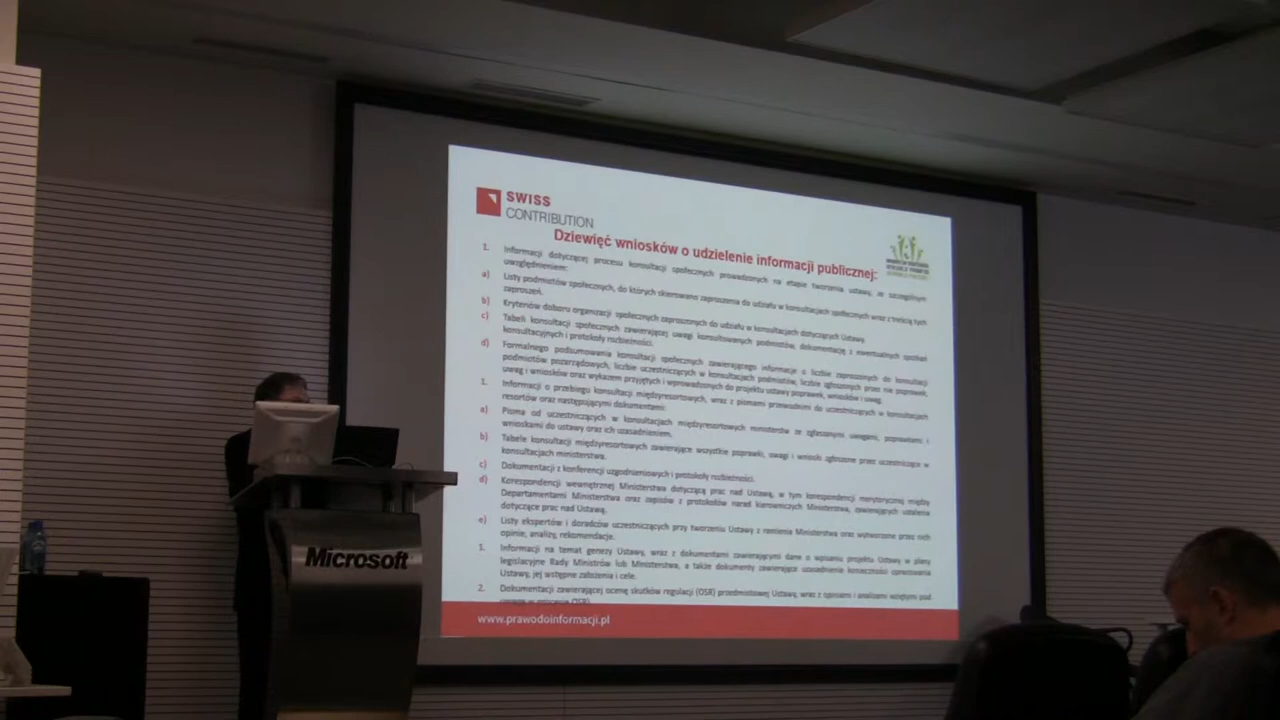 SWISS
CONTRIBUTION
Dziewięć wniosków o udzielenie informacji publicznej:
1. Informacji dotyczącej procesu konsultacji społecznych prowadzonych na etapie tworzenia ustawy, ze szczególnym
uwzględnieniem:
a) Listy podmiotów społecznych, do których skierowano zaproszenia do udziału w konsultacjach społecznych wraz z treścią tych
zaproszeń.
b) Kryteriów doboru organizacji społecznych zaproszonych do udziału w konsultacjach dotyczących Ustawy.
c) Tabeli konsultacji społecznych zawierającej uwagi konsultowanych podmiotów, dokumentację z ewentualnych spotkań
konsultacyjnych i protokoły rozbieżności.
d) Formalnego podsumowania konsultacji społecznych zawierającego informacje o liczbie zaproszonych do konsultacji
podmiotów pozarządowych, liczbie uczestniczących w konsultacjach podmiotów, liczbie zgłoszonych przez nie poprawek,
uwag i wniosków oraz wykazem przyjętych i wprowadzonych do projektu ustawy poprawek, wniosków i uwag.
1. Informacji o przebiegu konsultacji międzyresortowych, wraz z pismami przewodnimi do uczestniczących w konsultacjach
resortów oraz następującymi dokumentami:
a) Pisma od uczestniczących w konsultacjach międzyresortowych ministerstw ze zgłaszanymi uwagami, poprawkami i
wnioskami do ustawy oraz ich uzasadnieniem.
b) Tabele konsultacji międzyresortowych zawierające wszystkie poprawki, uwagi i wnioski zgłoszone przez uczestniczące w
konsultacjach ministerstwa.
c) Dokumentacji z konferencji uzgodnieniowych i protokoły rozbieżności.
d) Korespondencji wewnętrznej Ministerstwa dotyczącą prac nad Ustawą, w tym korespondencji merytorycznej między
Departamentami Ministerstwa oraz zapisów z protokołów narad kierowniczych Ministerstwa, zawierających ustalenia
dotyczące prac nad Ustawą.
e) Listy ekspertów i doradców uczestniczących przy tworzeniu Ustawy z ramienia Ministerstwa oraz wytworzone przez nich
opinie, analizy, rekomendacje.
1. Informacji na temat genezy Ustawy, wraz z dokumentami zawierającymi dane o wpisaniu projektu Ustawy w plany
legislacyjne Rady Ministrów lub Ministerstwa, a także dokumenty zawierające uzasadnienia konieczności opracowania
Ustawy, jej wstępne założenia i cele.
2. Dokumentacji zawierającej ocenę skutków regulacji (OSR) przedmiotowej Ustawy, wraz z opiniami i analizami wziętymi pod
uwagę w procesie OSR).
www.prawodoinformacji.pl
Microsoft